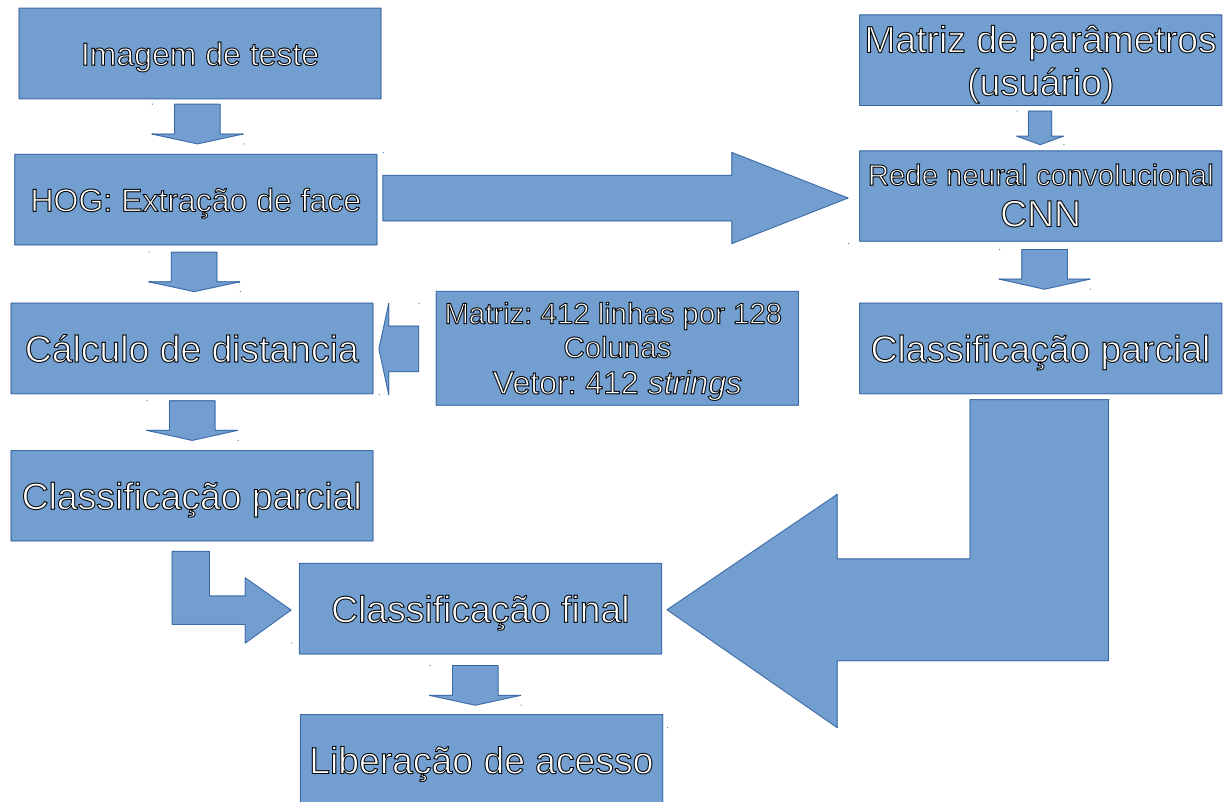 Imagem de teste
Matriz de parâmetros
(usuário)
HOG: Extração de face
Rede neural convolucional
CNN
Cálculo de distancia
Matriz: 412 linhas por 128
Colunas
Vetor: 412 strings
Classificação parcial
Classificação parcial
Classificação final
Liberação de acesso